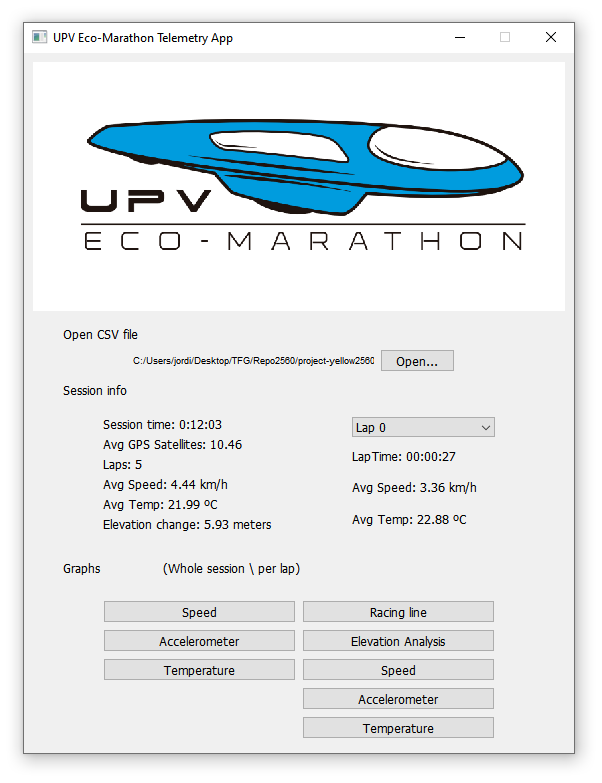 UPV Eco-Marathon Telemetry App
UPV
ECO-MARATHON
Open CSV file
C:/Users/jordi/Desktop/TFG/Repo2560/project-yellow2560 Open...
Session info
Session time: 0:12:03
Avg GPS Satellites: 10.46
Laps: 5
Avg Speed: 4.44 km/h
Avg Temp: 21.99 ºC
Elevation change: 5.93 meters
Lap 0
LapTime: 00:00:27
Avg Speed: 3.36 km/h
Avg Temp: 22.88 ºC
Graphs (Whole session \ per lap)
Speed Racing line
Accelerometer Elevation Analysis
Temperature Speed
Accelerometer
Temperature